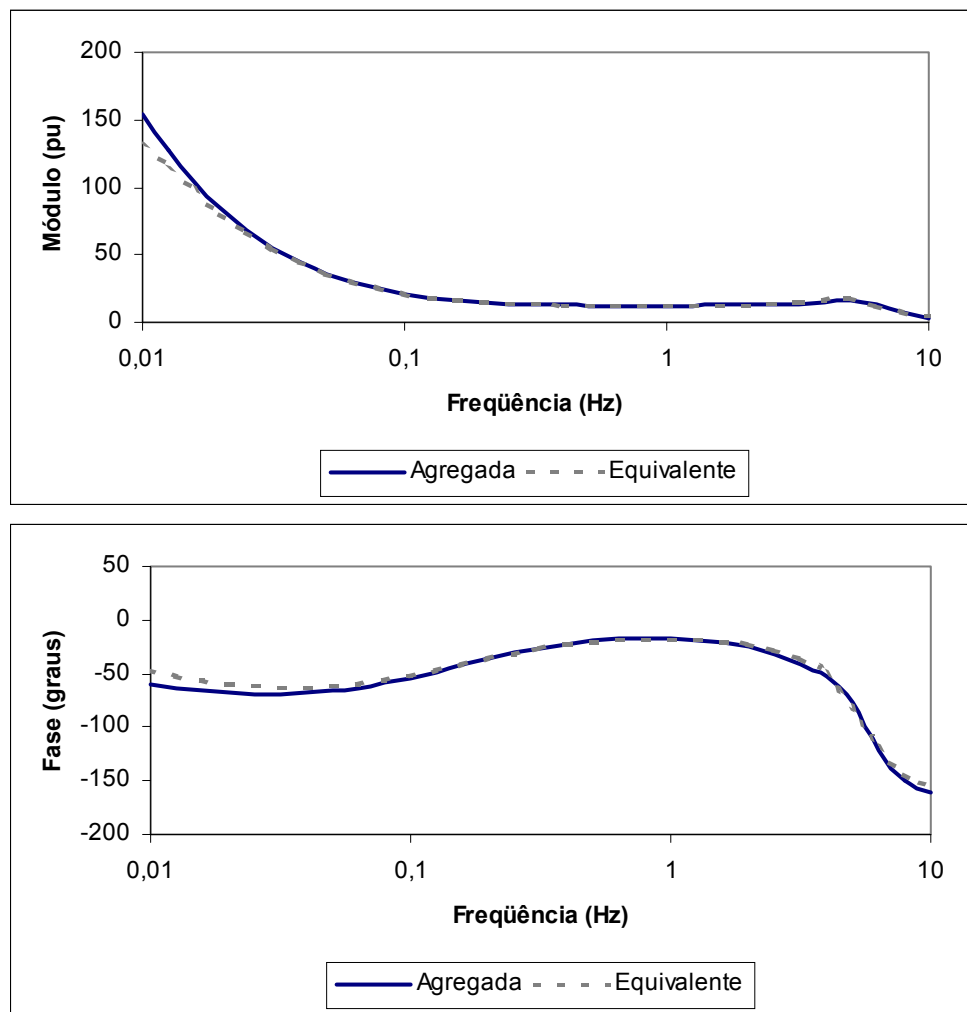 200
150
100
50
0
Módulo (pu)
0,01 0,1 1 10
Freqüência (Hz)
Agregada Equivalente
50
0
-50
-100
-150
-200
Fase (graus)
0,01 0,1 1 10
Freqüência (Hz)
Agregada Equivalente